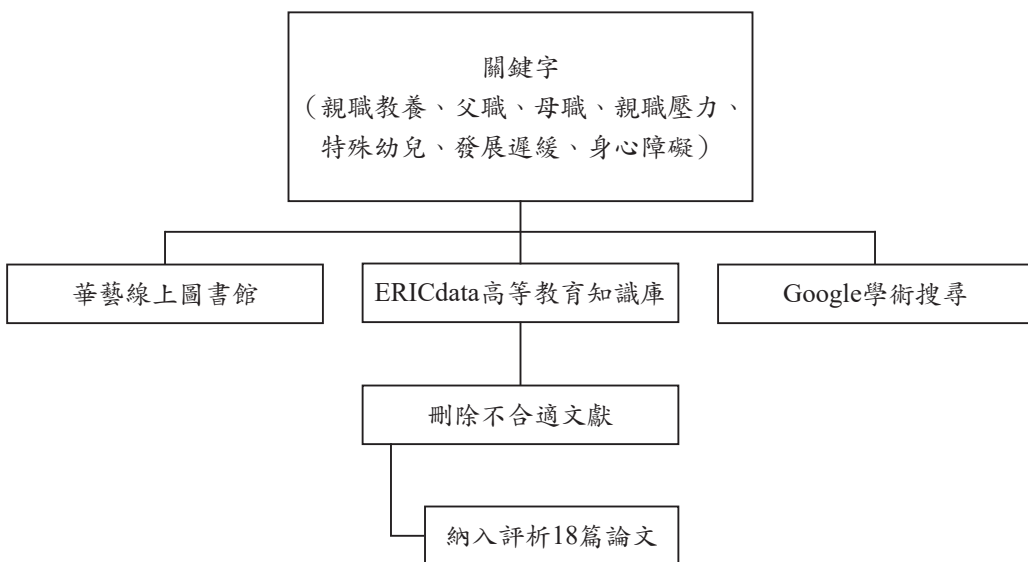 關鍵字
（親職教養、父職、母職、親職壓力、
特殊幼兒、發展遲緩、身心障礙）
華藝線上圖書館
ERICdata高等教育知識庫
Google學術搜尋
刪除不合適文獻
納入評析18篇論文